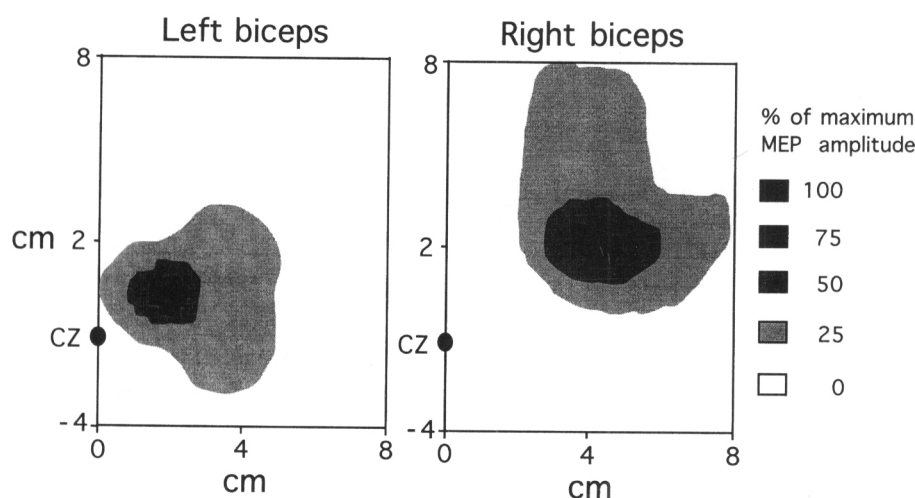 Left biceps
Right biceps
8
cm 2
CZ
-4
0 4 8
cm
8
2
CZ
-4
0 4 8
cm
% of maximum
MEP amplitude
100
75
50
25
0